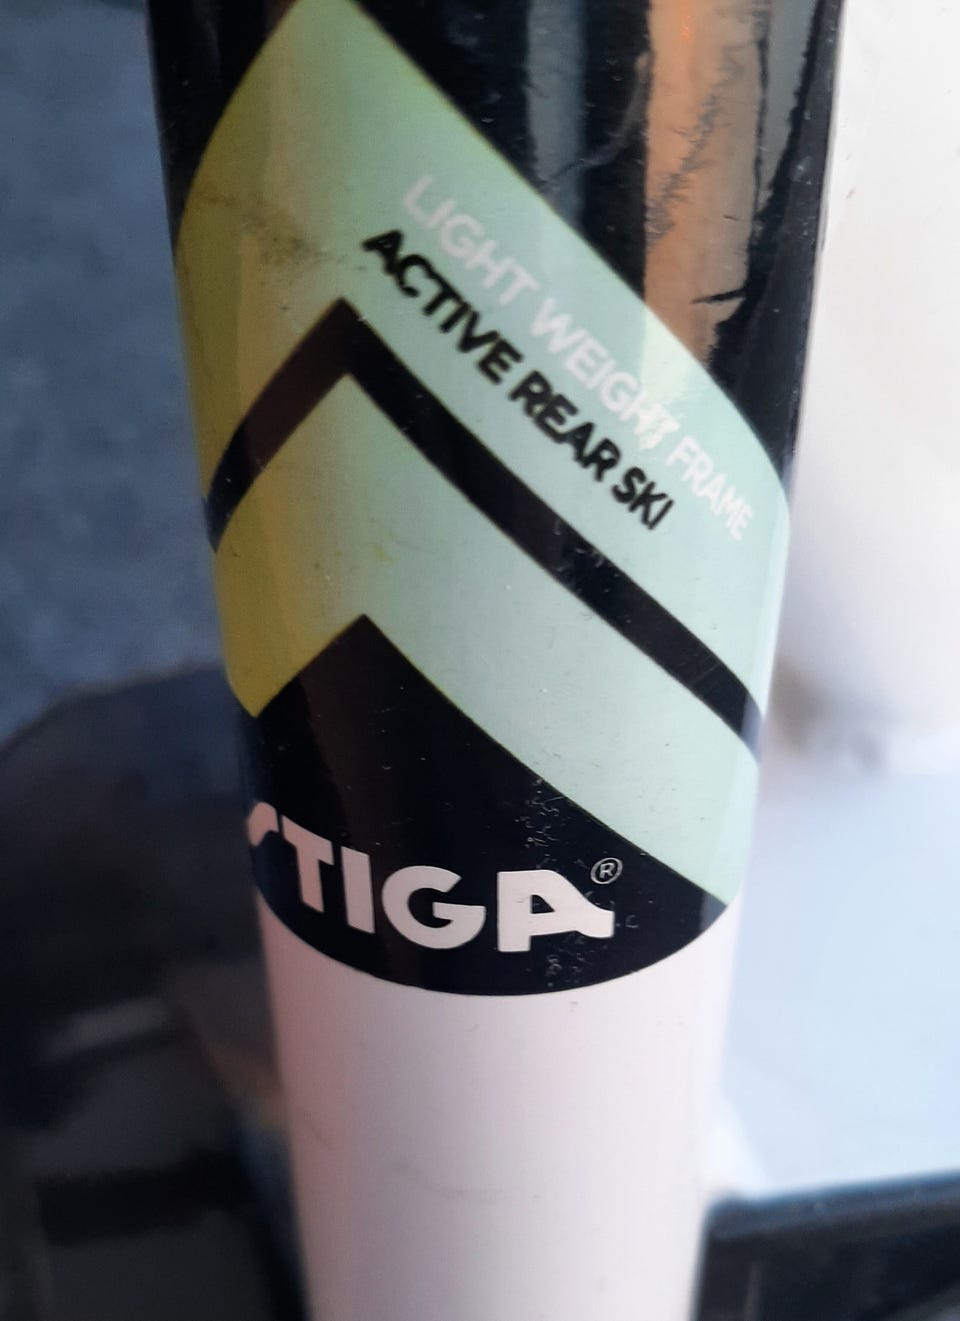 LIGHT WEIGHT FRAME
ACTIVE REAR SKI
STIGA®